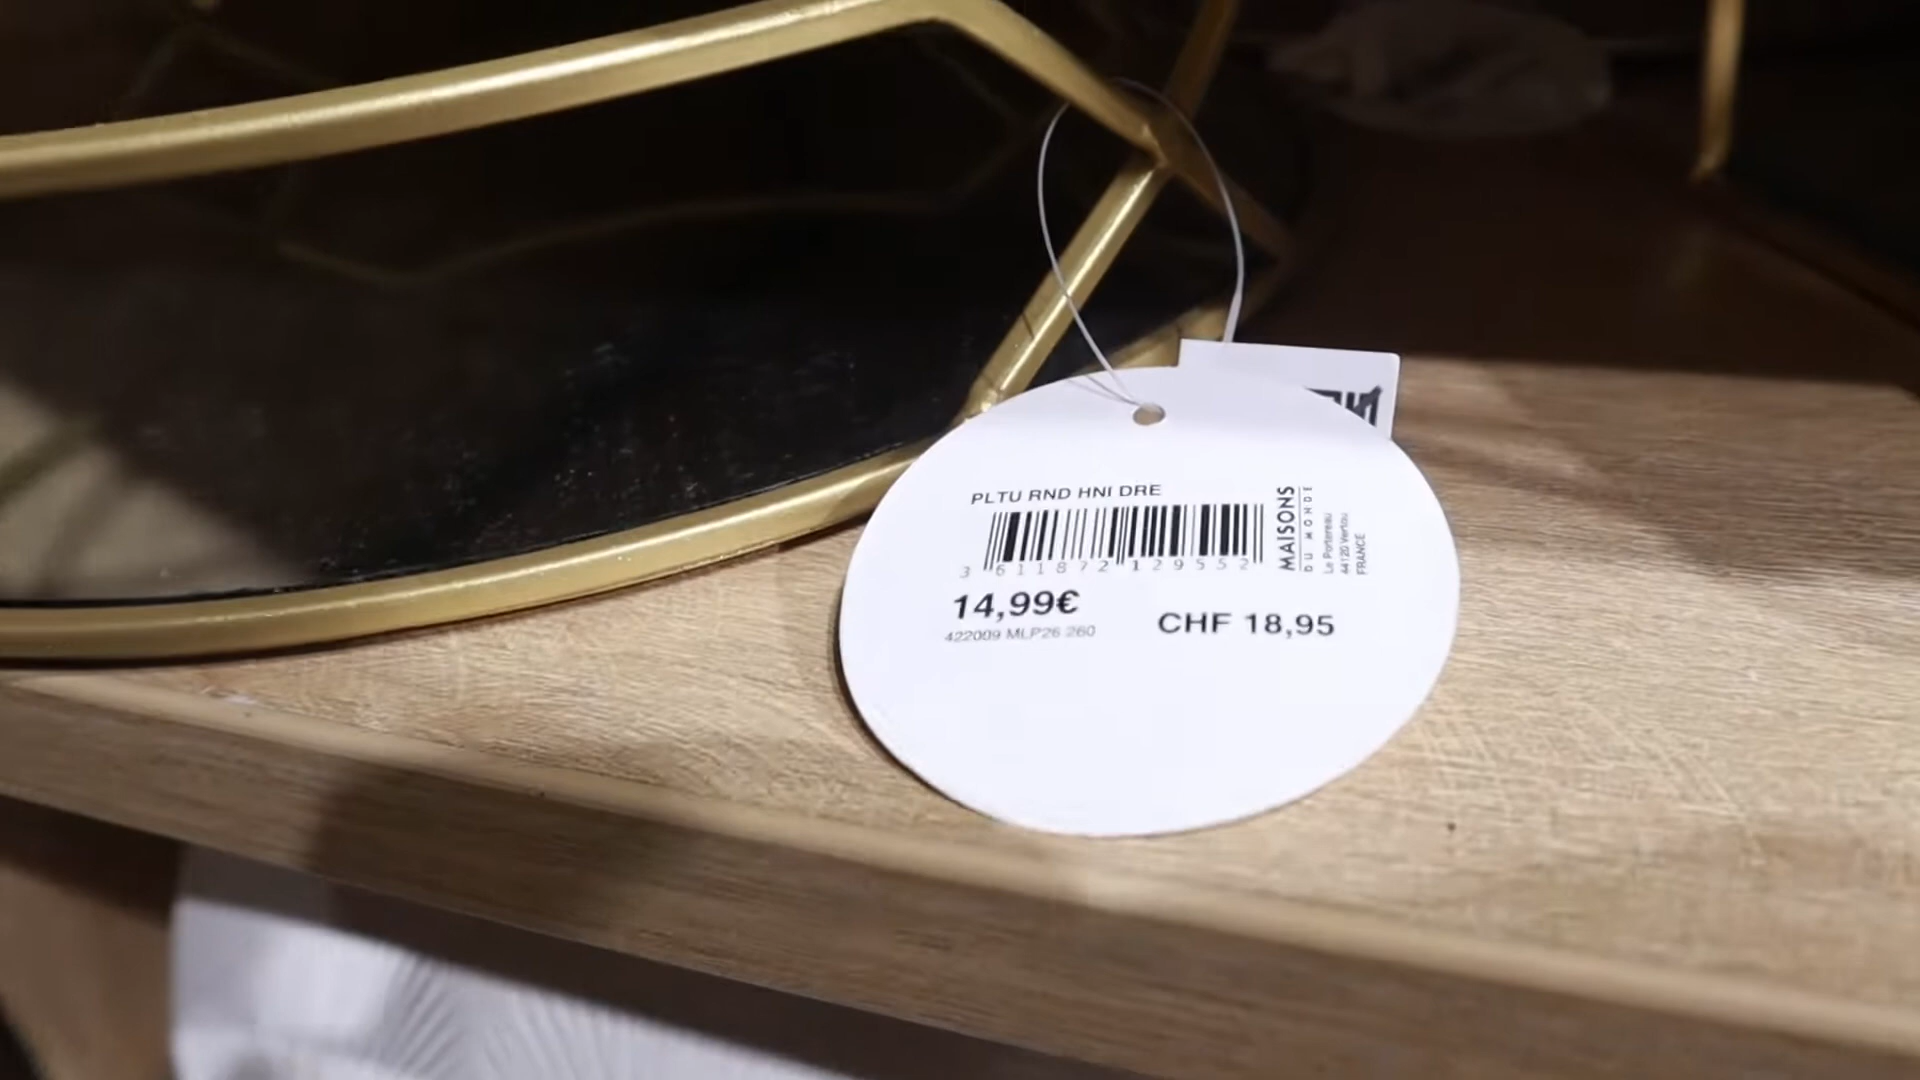 PLTU RND HNI DRE
3 611872 129552
14,99€
422009 MLP26 260
CHF 18,95
MAISONS
DU MONDE
Le Portereau
44120 Vertou
FRANCE